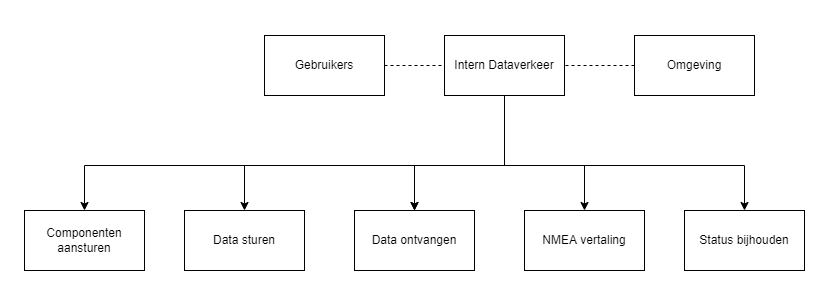 Gebruikers
Intern Dataverkeer
Omgeving
Componenten
aansturen
Data sturen
Data ontvangen
NMEA vertaling
Status bijhouden